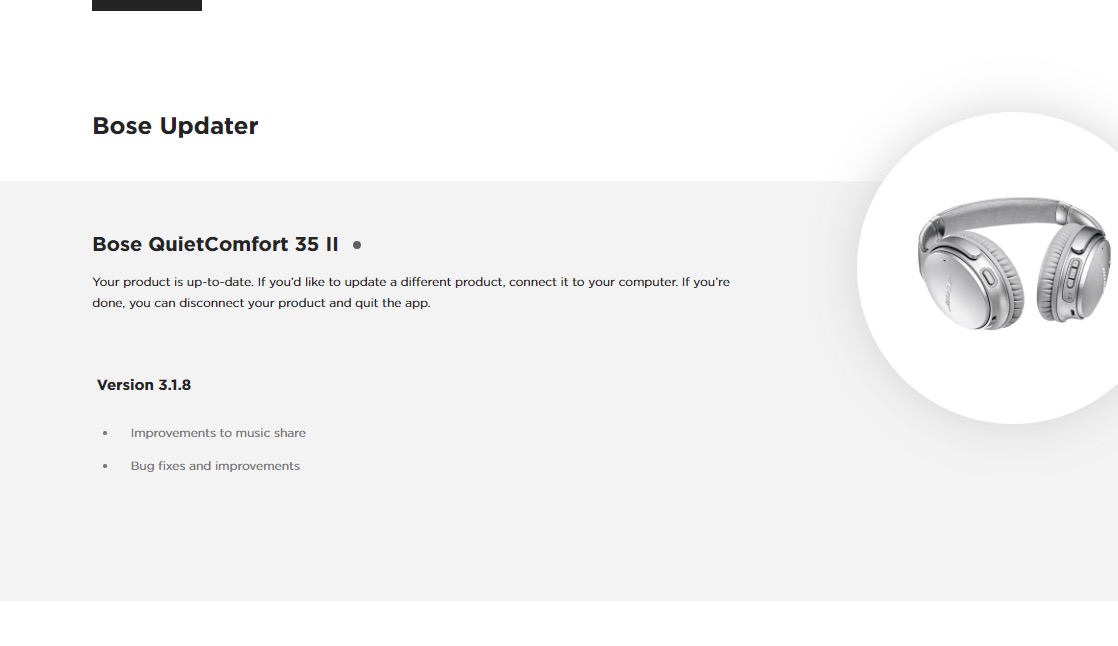 Bose Updater
Bose QuietComfort 35 II
Your product is up-to-date. If you'd like to update a different product, connect it to your computer. If you're
done, you can disconnect your product and quit the app.
Version 3.1.8
• Improvements to music share
• Bug fixes and improvements